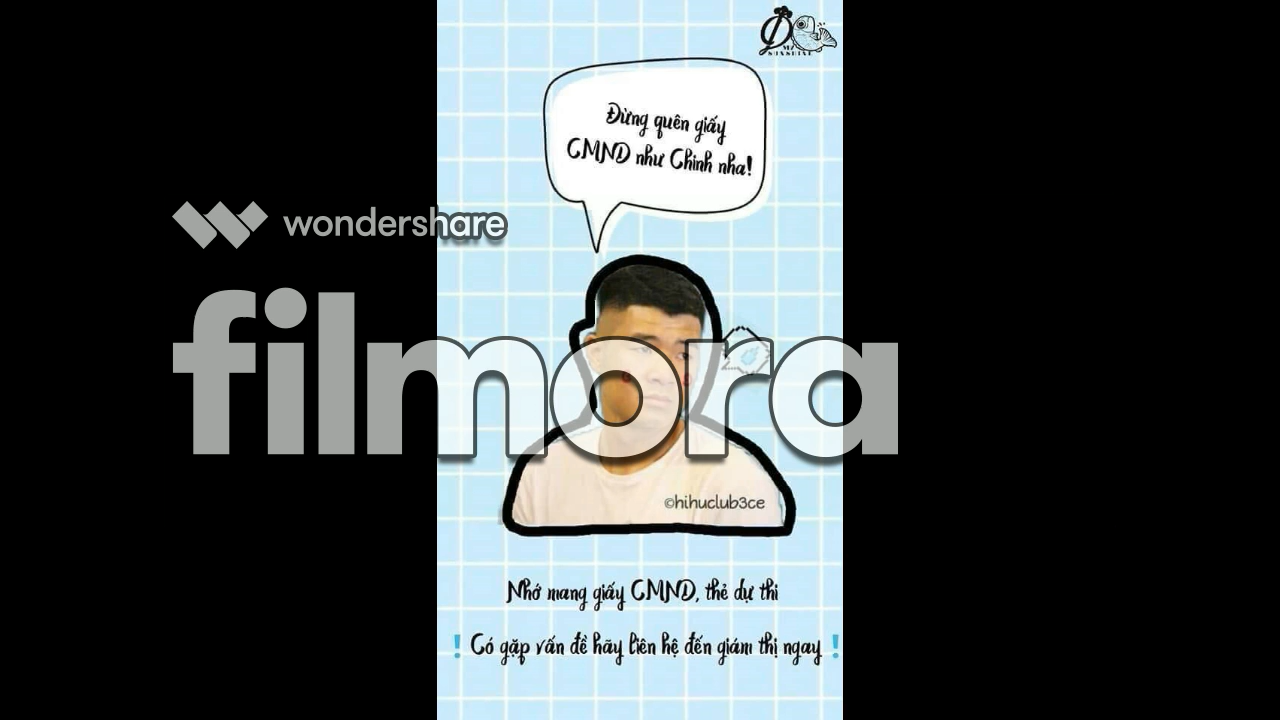 Đừng quên giấy
CMND như Chinh nha!
wondershare
filmora
©hihuclub3ce
Nhớ mang giấy CMND, thẻ dự thi
❗Có gặp vấn đề hãy liên hệ đến giám thị ngay❗